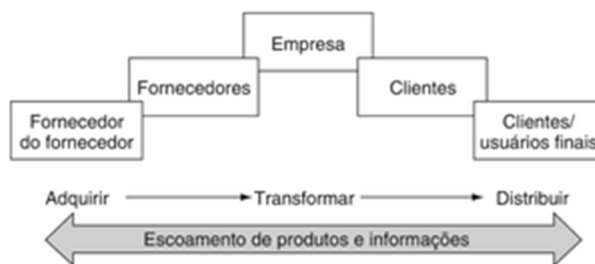 Empresa
Fornecedores
Clientes
Fornecedor
do fornecedor
Clientes/
usuários finais
Adquirir
Transformar
Distribuir
Escoamento de produtos e informações